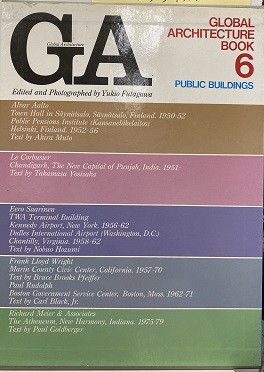 GA
Global Architecture
GLOBAL
ARCHITECTURE
BOOK
6
PUBLIC BUILDINGS
Edited and Photographed by Yukio Futagawa
Alvar Aalto
Town Hall in Säynätsalo, Säynätsalo, Finland. 1950-52
Public Pensions Institute (Kansaneläkelaitos)
Helsinki, Finland. 1952-56
Text by Akira Muto
Le Corbusier
Chandigarh, The New Capital of Punjab, India. 1951-
Text by Takamasa Yosizaka
Eero Saarinen
TWA Terminal Building
Kennedy Airport, New York. 1956-62
Dulles International Airport (Washington, D.C.)
Chantilly, Virginia. 1958-62
Text by Nobuo Hozumi
Frank Lloyd Wright
Marin County Civic Center, California. 1957-70
Text by Bruce Brooks Pfeiffer
Paul Rudolph
Boston Government Service Center, Boston, Mass. 1962-71
Text by Carl Black, Jr.
Richard Meier & Associates
The Atheneum, New Harmony, Indiana. 1975-79
Text by Paul Goldberger